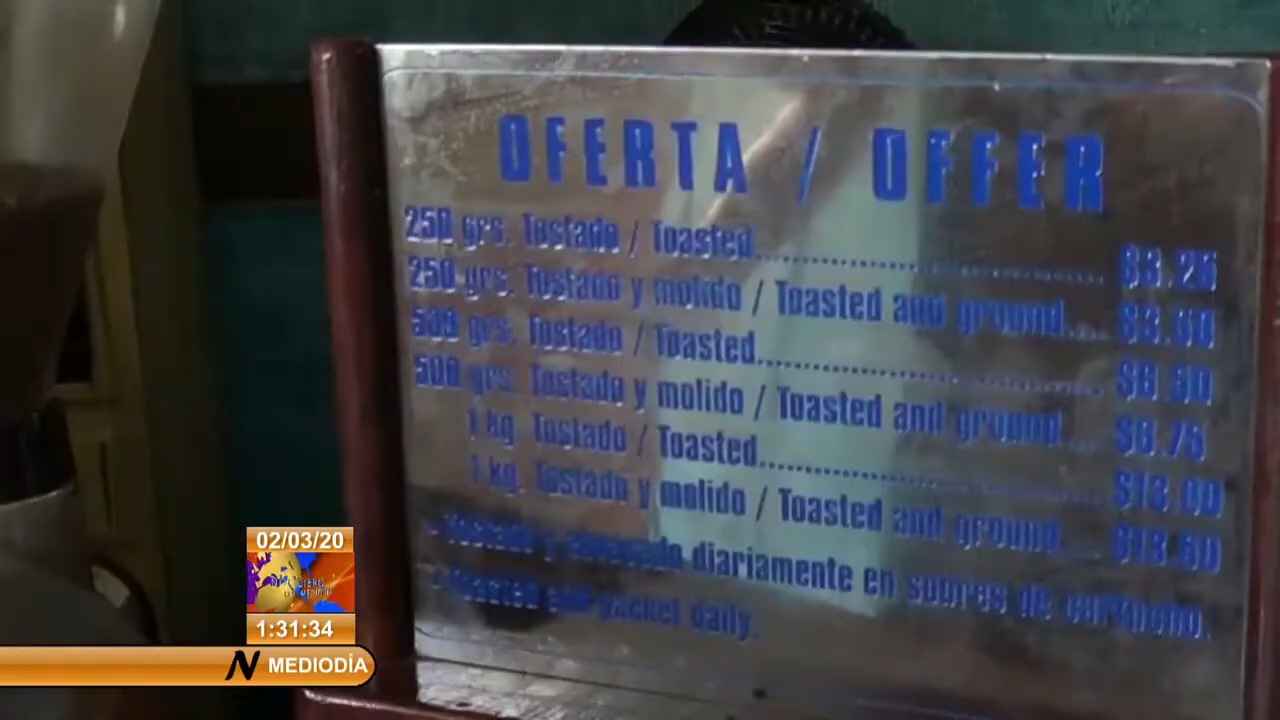 OFERTA / OFFER
250 grs. Tostado / Toasted.................................... $3.25
250 grs. Tostado y molido / Toasted and ground.... $3.50
500 grs. Tostado / Toasted.................................... $6.50
500 grs. Tostado y molido / Toasted and ground.... $6.75
1 kg. Tostado / Toasted.................................... $13.00
1 kg. Tostado y molido / Toasted and ground... $13.50
- Tostado y diariamente en sobres de cartucho.
- Toasted daily.
02/03/20
1:31:34
N MEDIODÍA